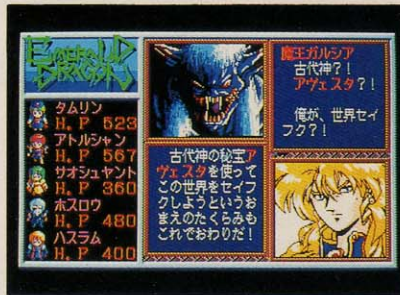 EMERALD
DRAGON
タムリン
H.P 523
アトルシャン
H.P 567
サオシュヤント
H.P 360
ホスロウ
H.P 480
ハスラム
H.P 400
古代神の秘宝ア
ヴェスタを使って
この世界をセイフ
クしようというお
まえのたくらみも
これでおわりだ！
魔王ガルシア
古代神？！
アヴェスタ？！
俺が、世界セイ
フク？！